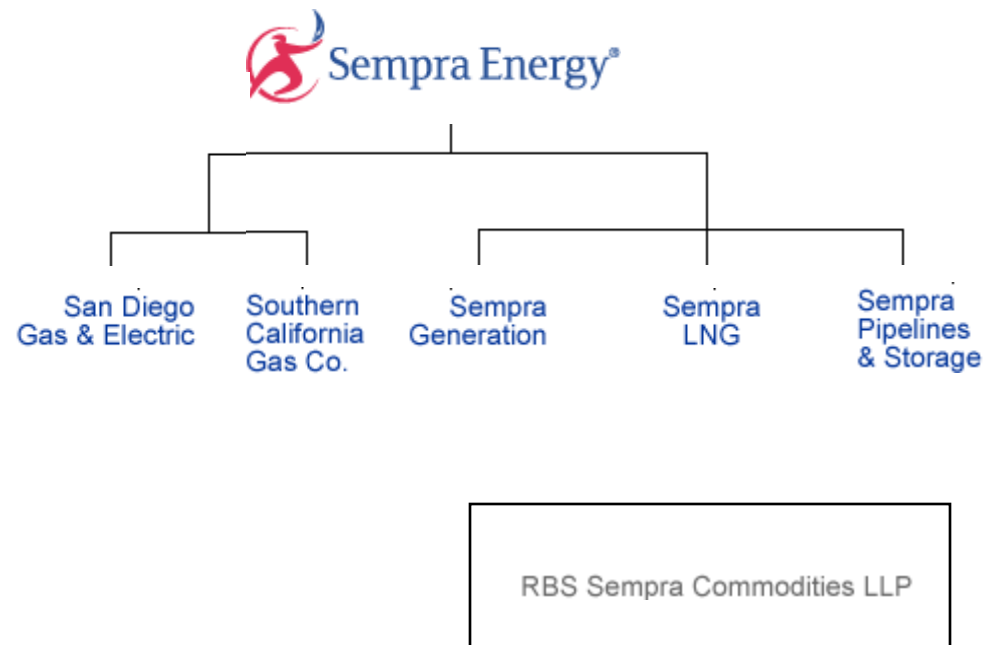 Sempra Energy®
San Diego
Gas & Electric
Southern
California
Gas Co.
Sempra
Generation
Sempra
LNG
Sempra
Pipelines
& Storage
RBS Sempra Commodities LLP